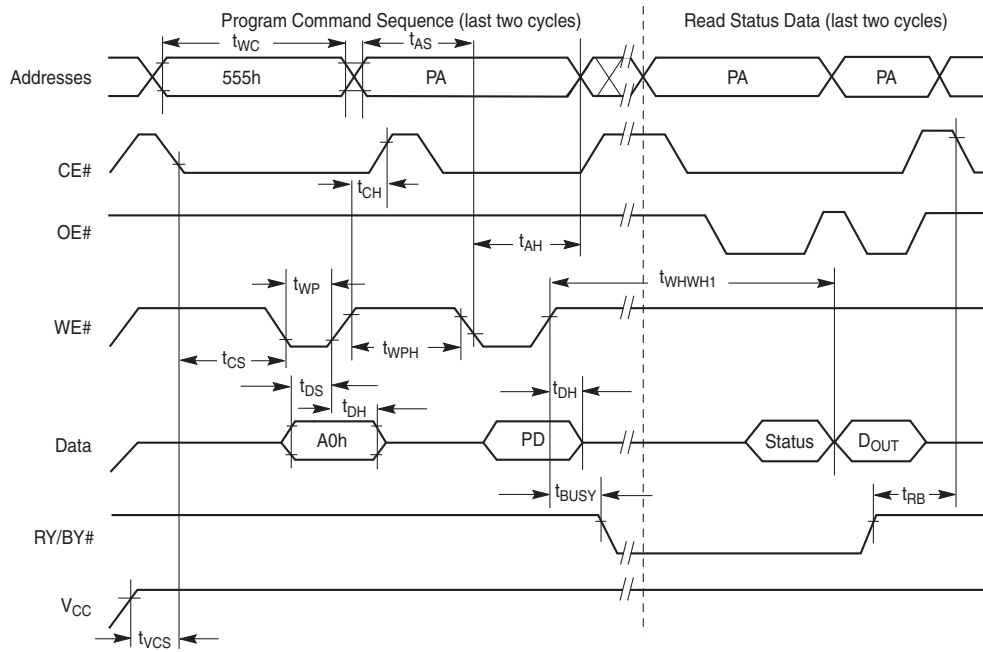 Program Command Sequence (last two cycles)
Read Status Data (last two cycles)
tWC
tAS
Addresses
555h
PA
PA
PA
CE#
tCH
OE#
tAH
tWP
tWHWH1
WE#
tCS
tWPH
tDS
tDH
tDH
Data
A0h
PD
Status
DOUT
tBUSY
tRB
RY/BY#
VCC
tVCS